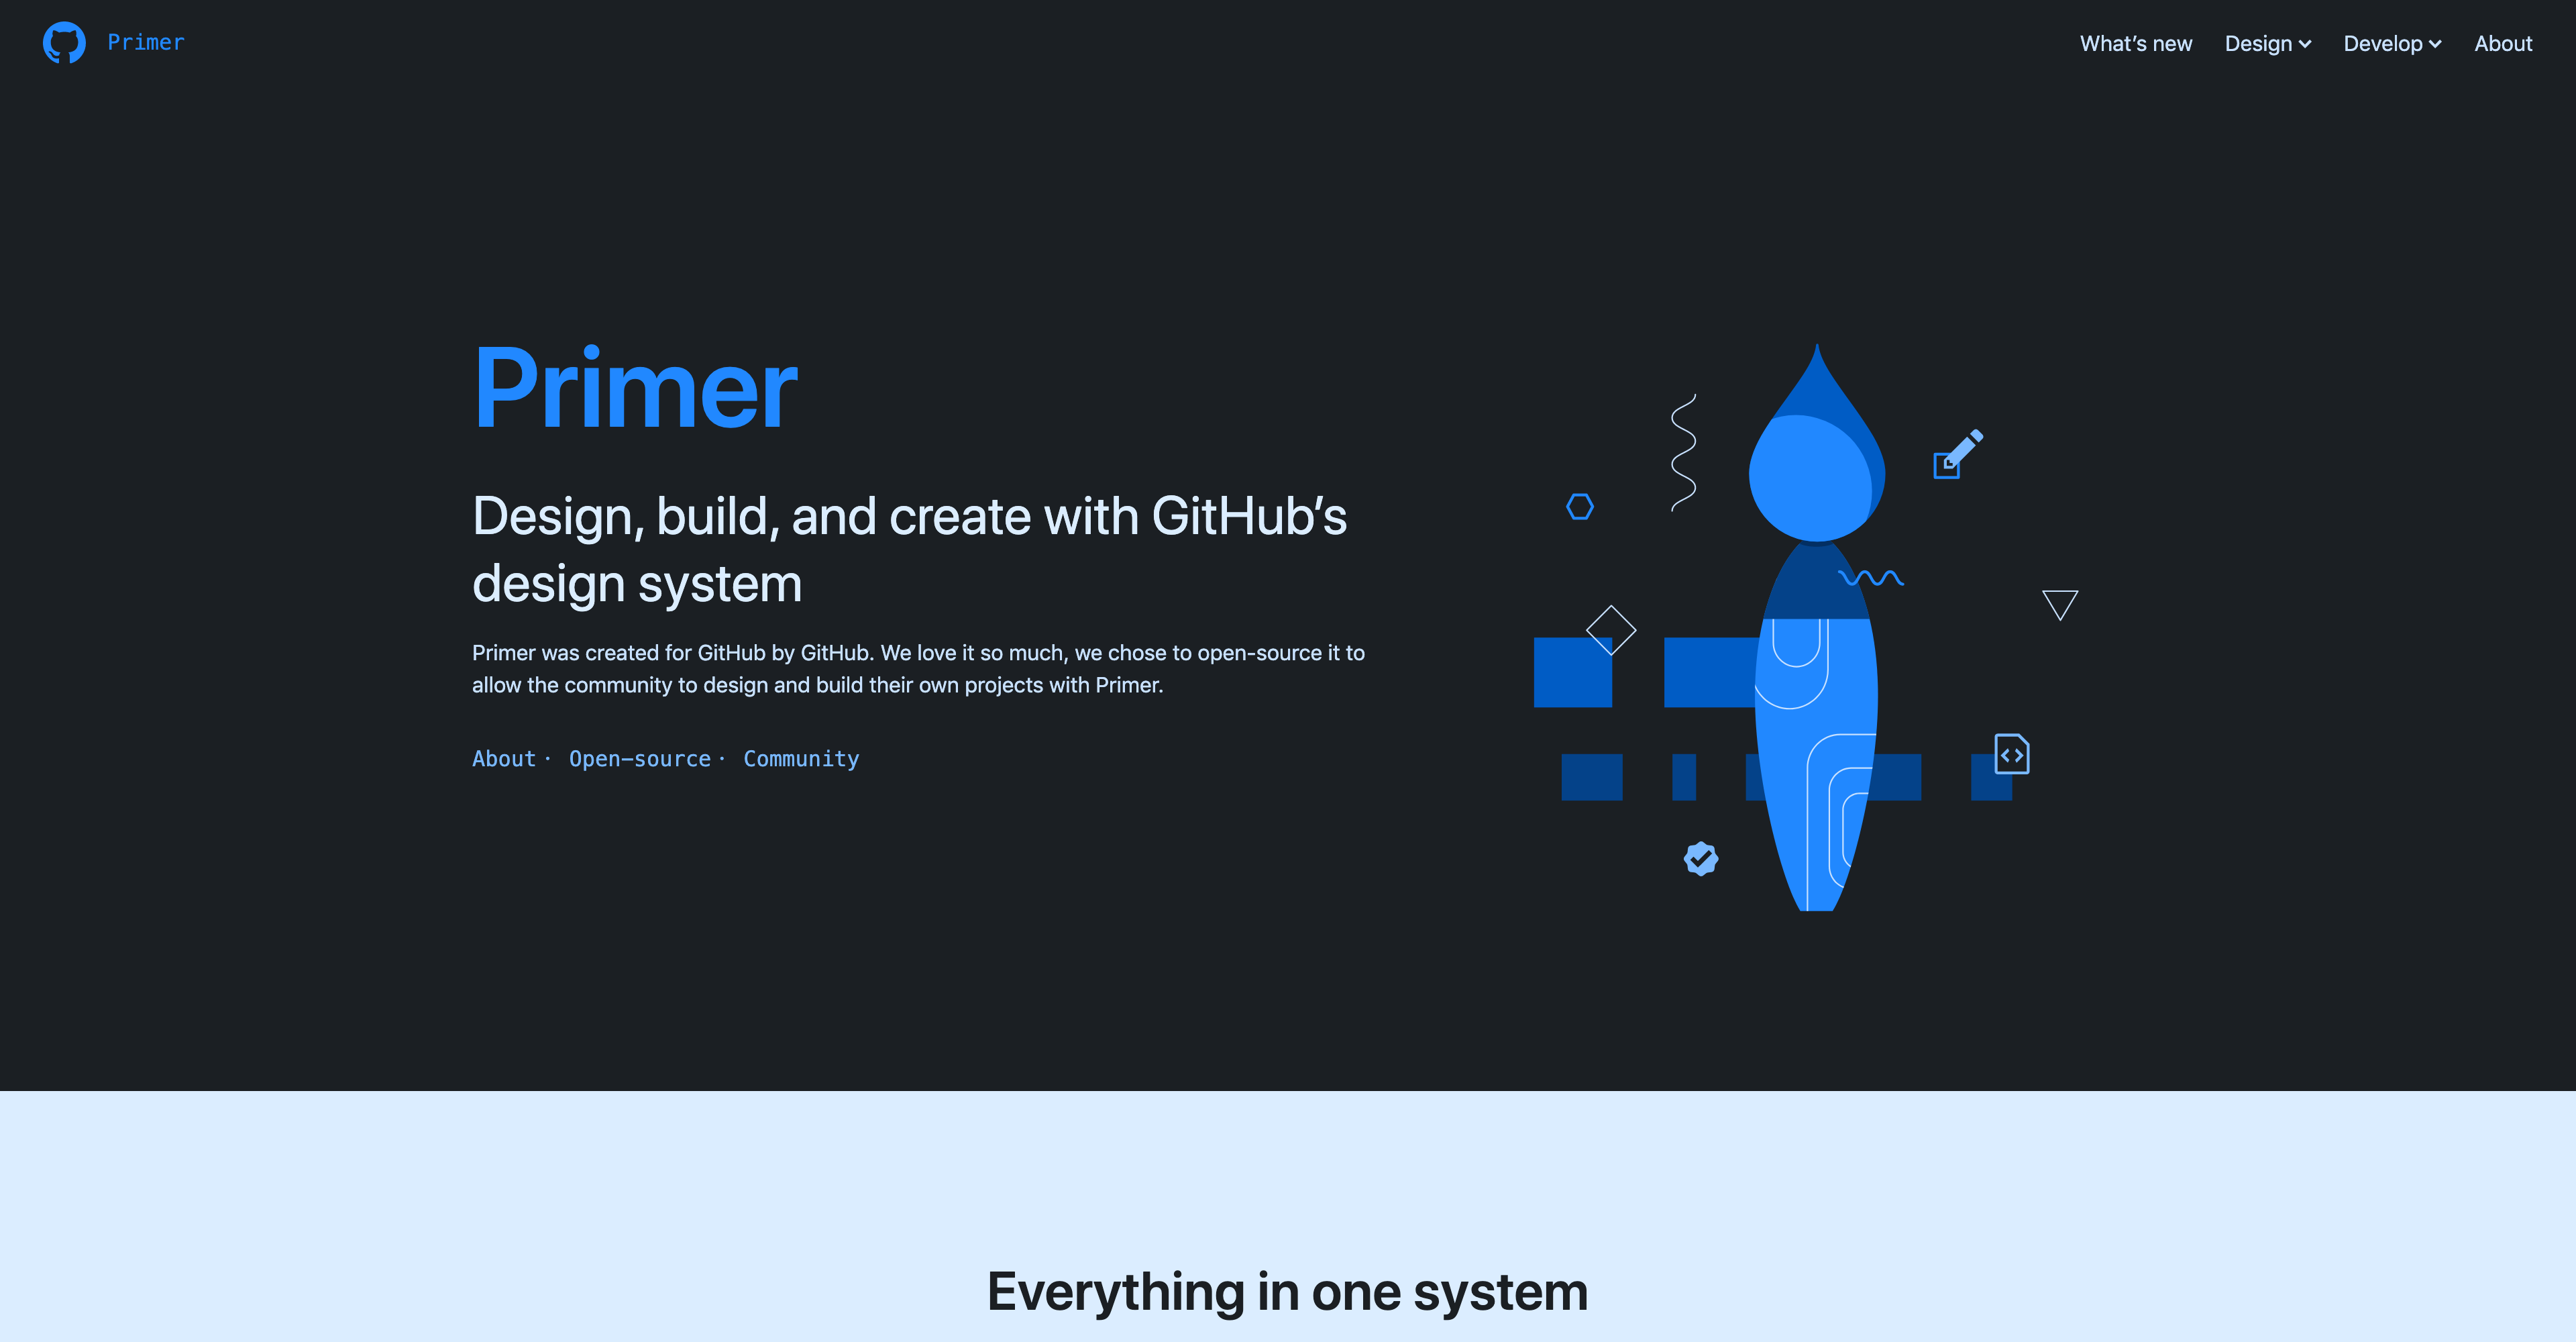 Primer
What’s new
Design
Develop
About
Primer
Design, build, and create with GitHub’s
design system
Primer was created for GitHub by GitHub. We love it so much, we chose to open-source it to
allow the community to design and build their own projects with Primer.
About · Open-source · Community
Everything in one system